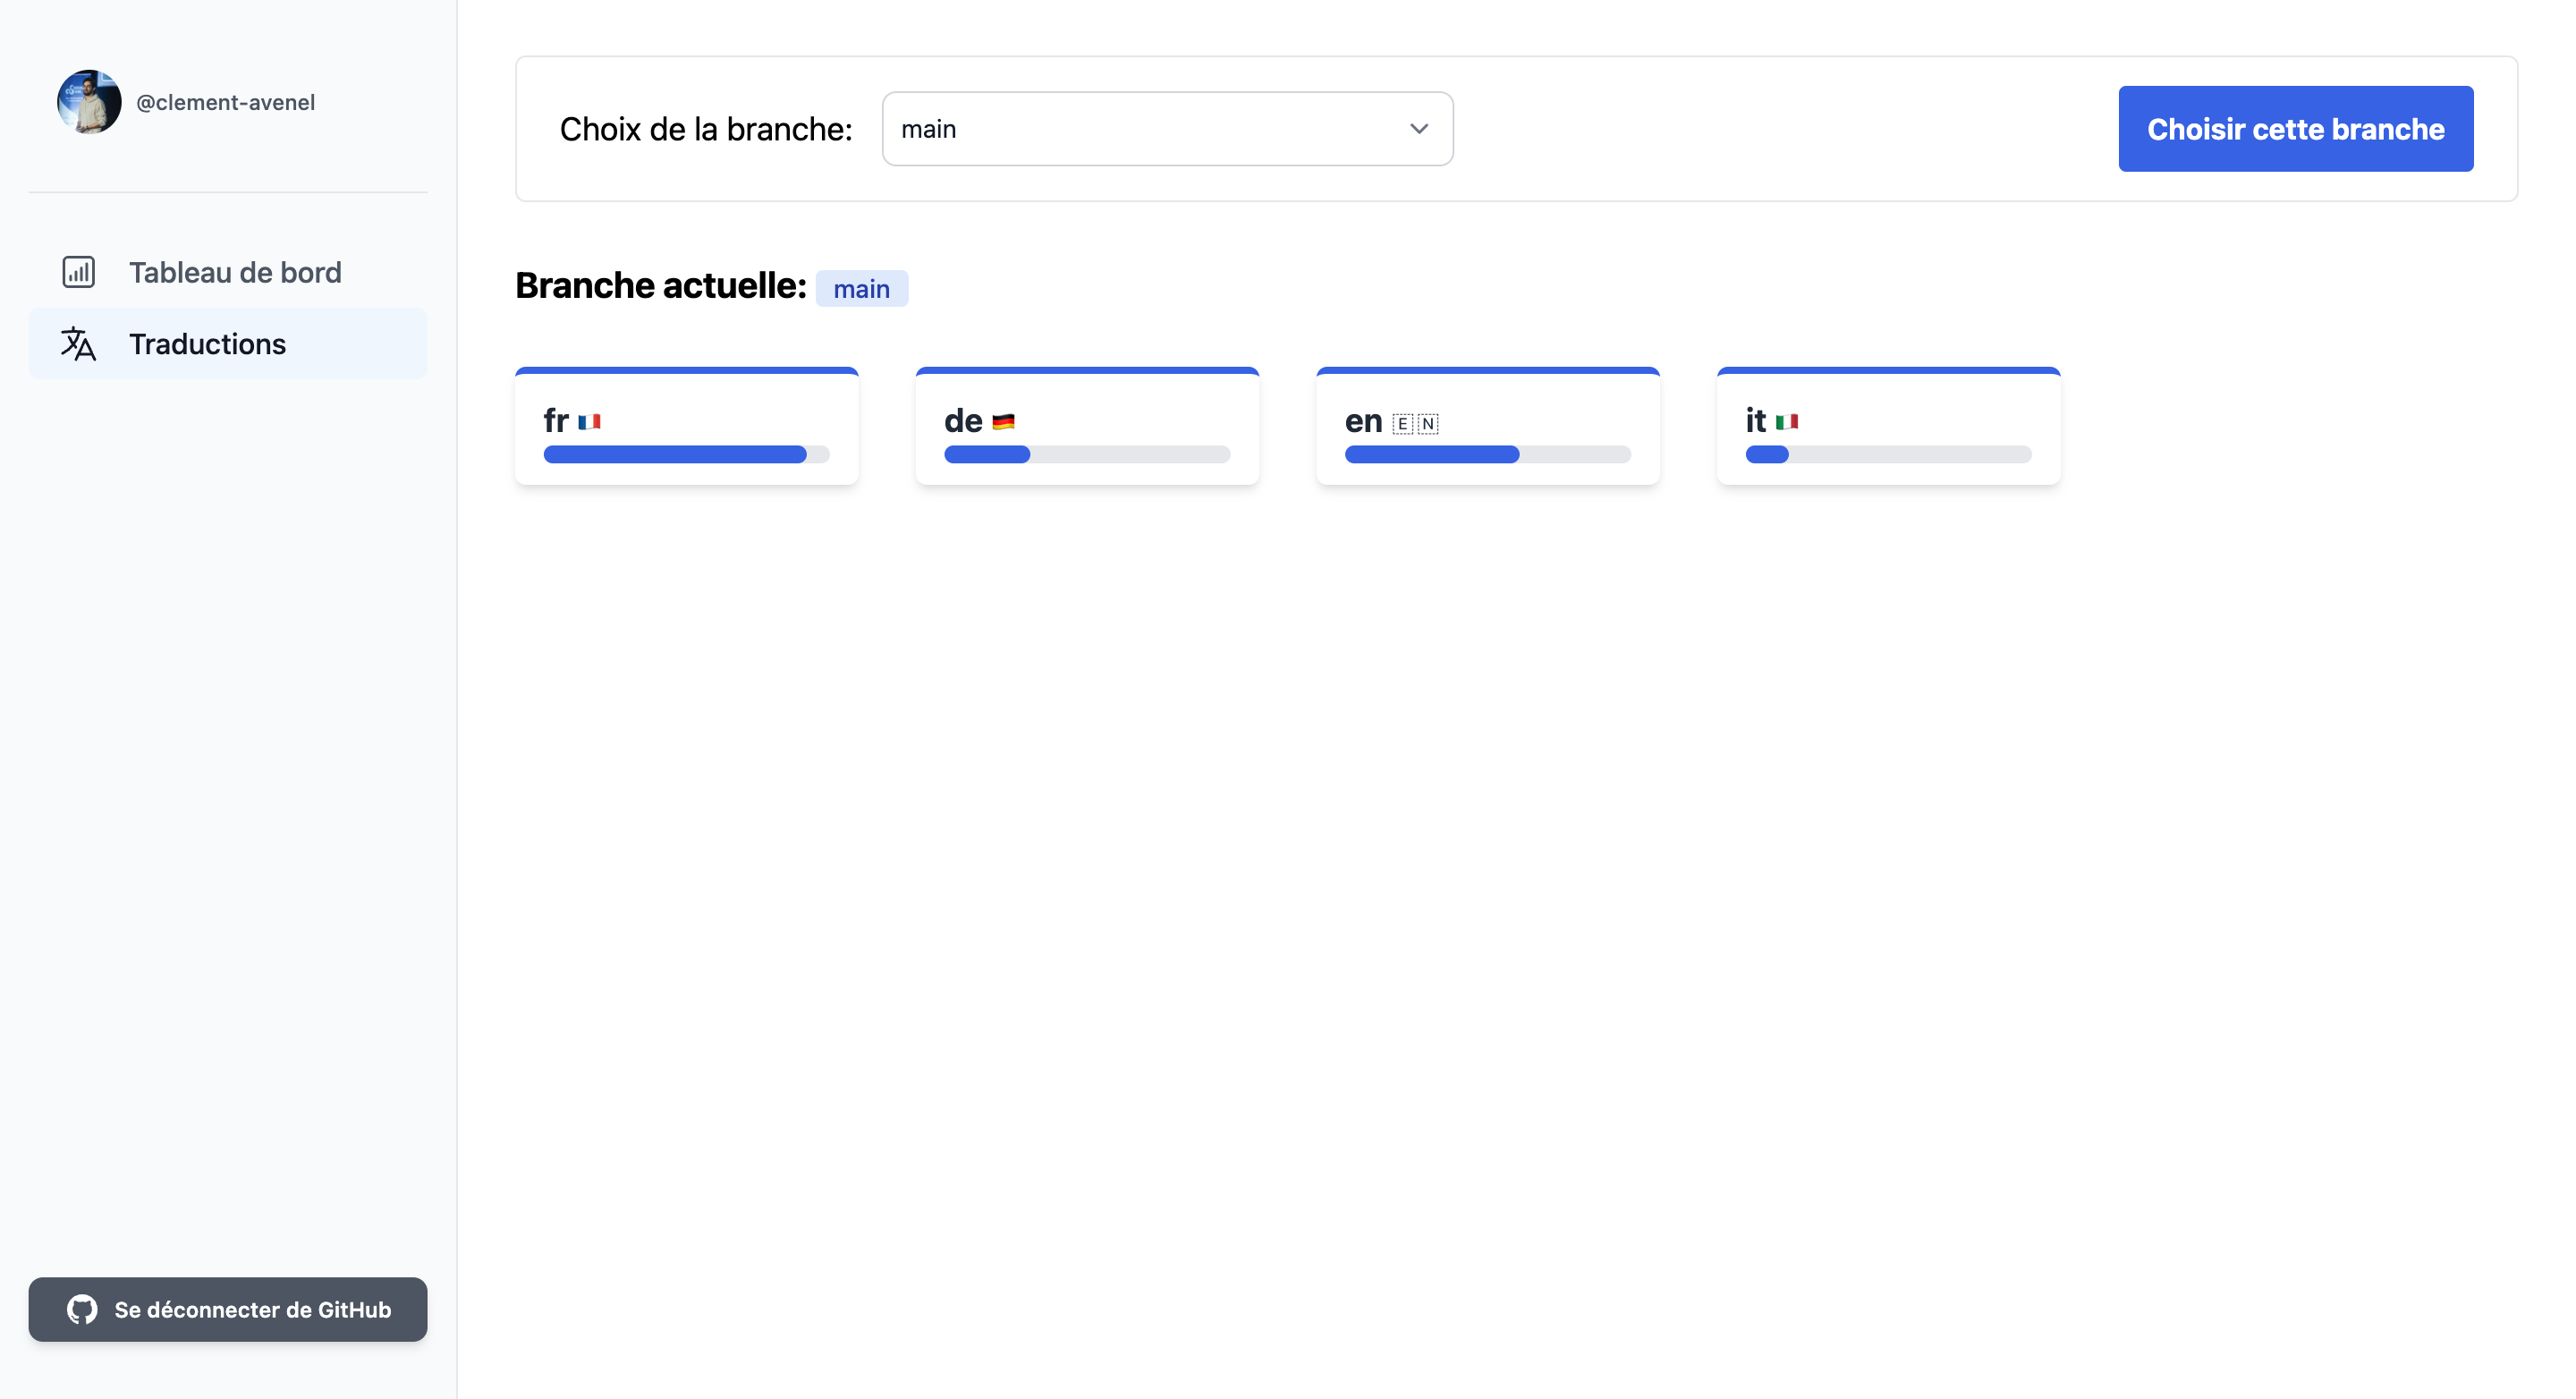 @clement-avenel
Tableau de bord
Traductions
Se déconnecter de GitHub
Choix de la branche: main
Choisir cette branche
Branche actuelle: main
fr 🇫🇷
de 🇩🇪
en 🇪🇳
it 🇮🇹